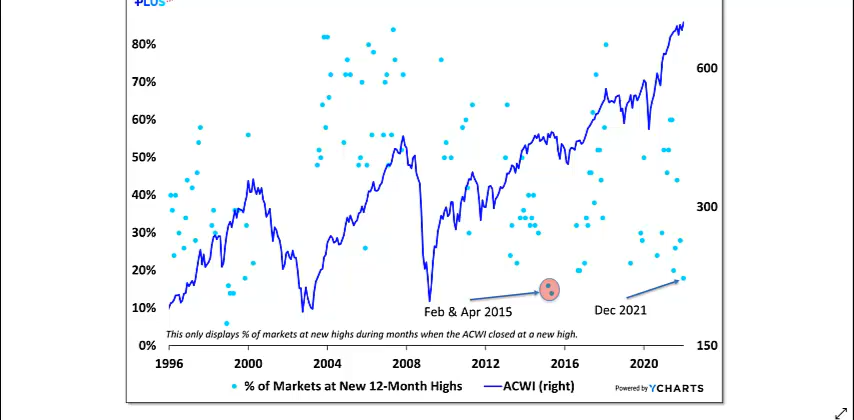 PLUS
80%
70%
60%
50%
40%
30%
20%
10%
0%
600
300
150
Feb & Apr 2015
Dec 2021
This only displays % of markets at new highs during months when the ACWI closed at a new high.
1996 2000 2004 2008 2012 2016 2020
% of Markets at New 12-Month Highs ACWI (right)
Powered by YCHARTS